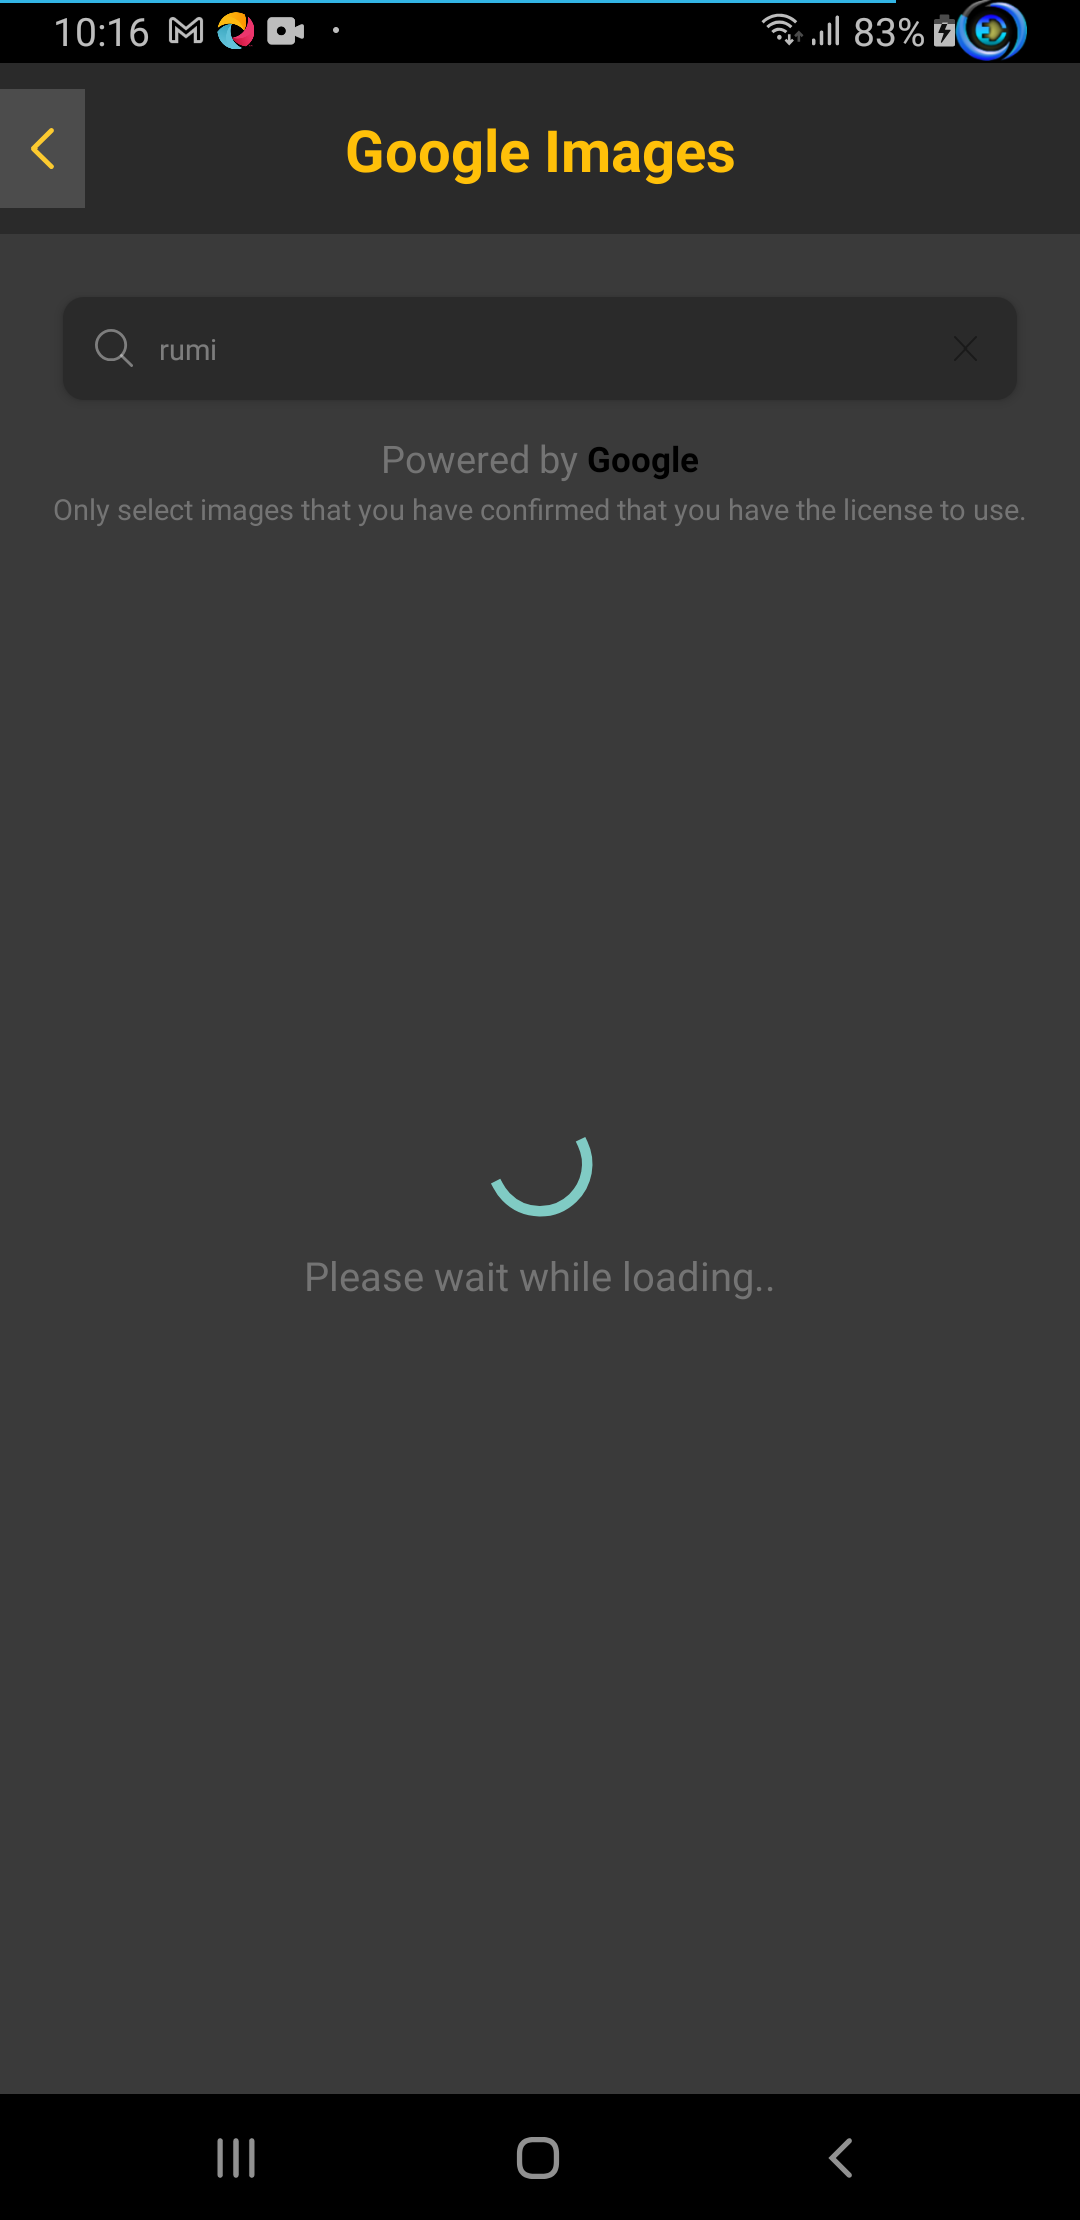 10:16
83%
Google Images
rumi
Powered by Google
Only select images that you have confirmed that you have the license to use.
Please wait while loading..